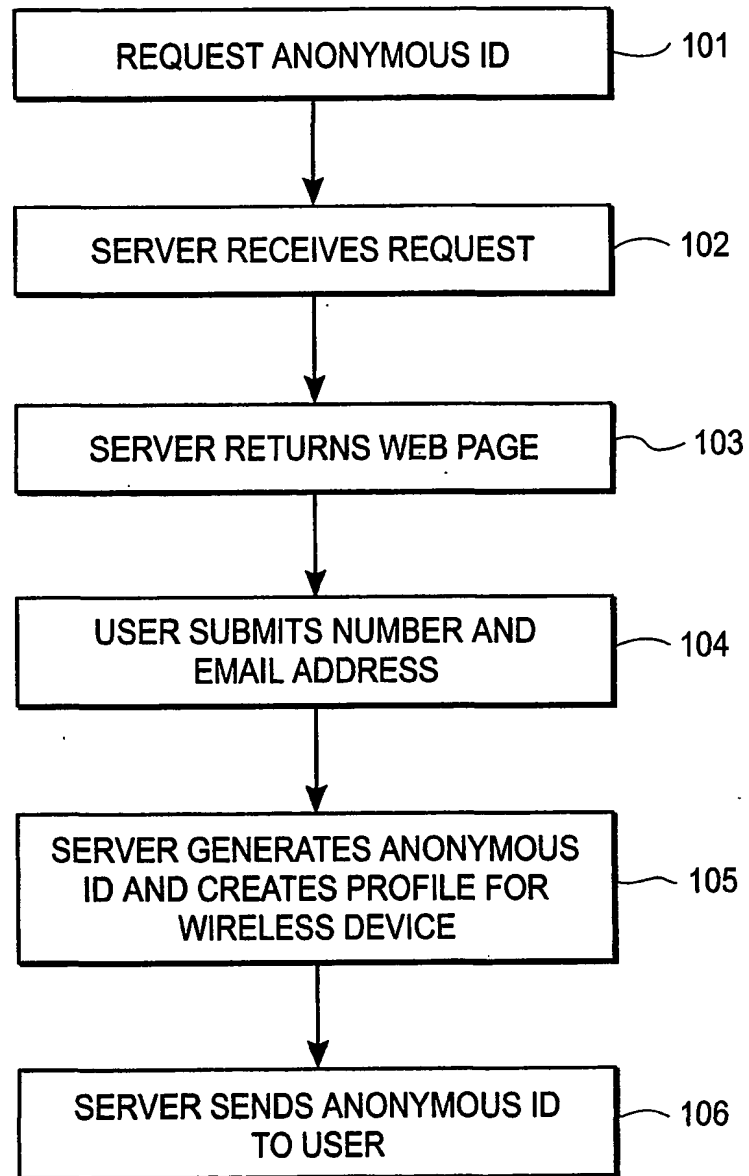 REQUEST ANONYMOUS ID
101
SERVER RECEIVES REQUEST
102
SERVER RETURNS WEB PAGE
103
USER SUBMITS NUMBER AND
EMAIL ADDRESS
104
SERVER GENERATES ANONYMOUS
ID AND CREATES PROFILE FOR
WIRELESS DEVICE
105
SERVER SENDS ANONYMOUS ID
TO USER
106